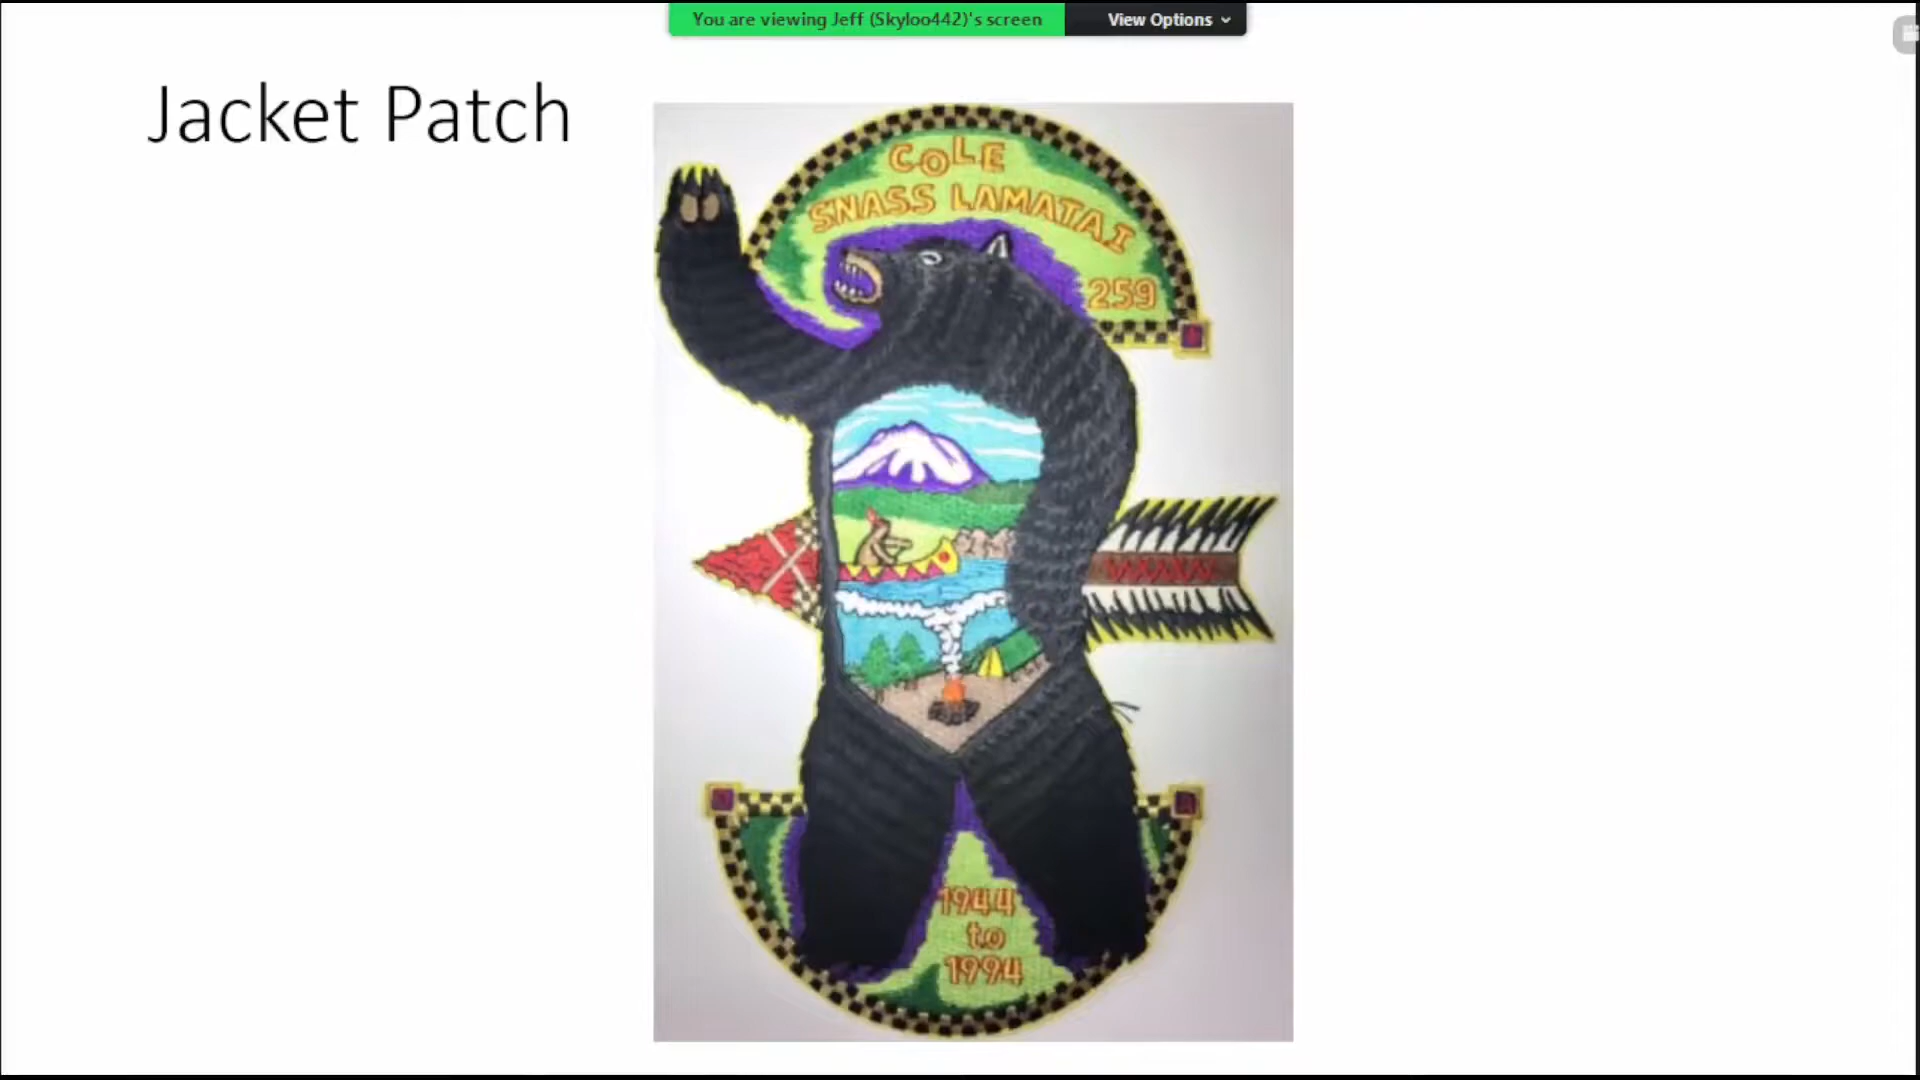 You are viewing Jeff (Skyloo442)'s screen
View Options
Jacket Patch
COLE
SNASS LAMATAI
259
1944
to
1994